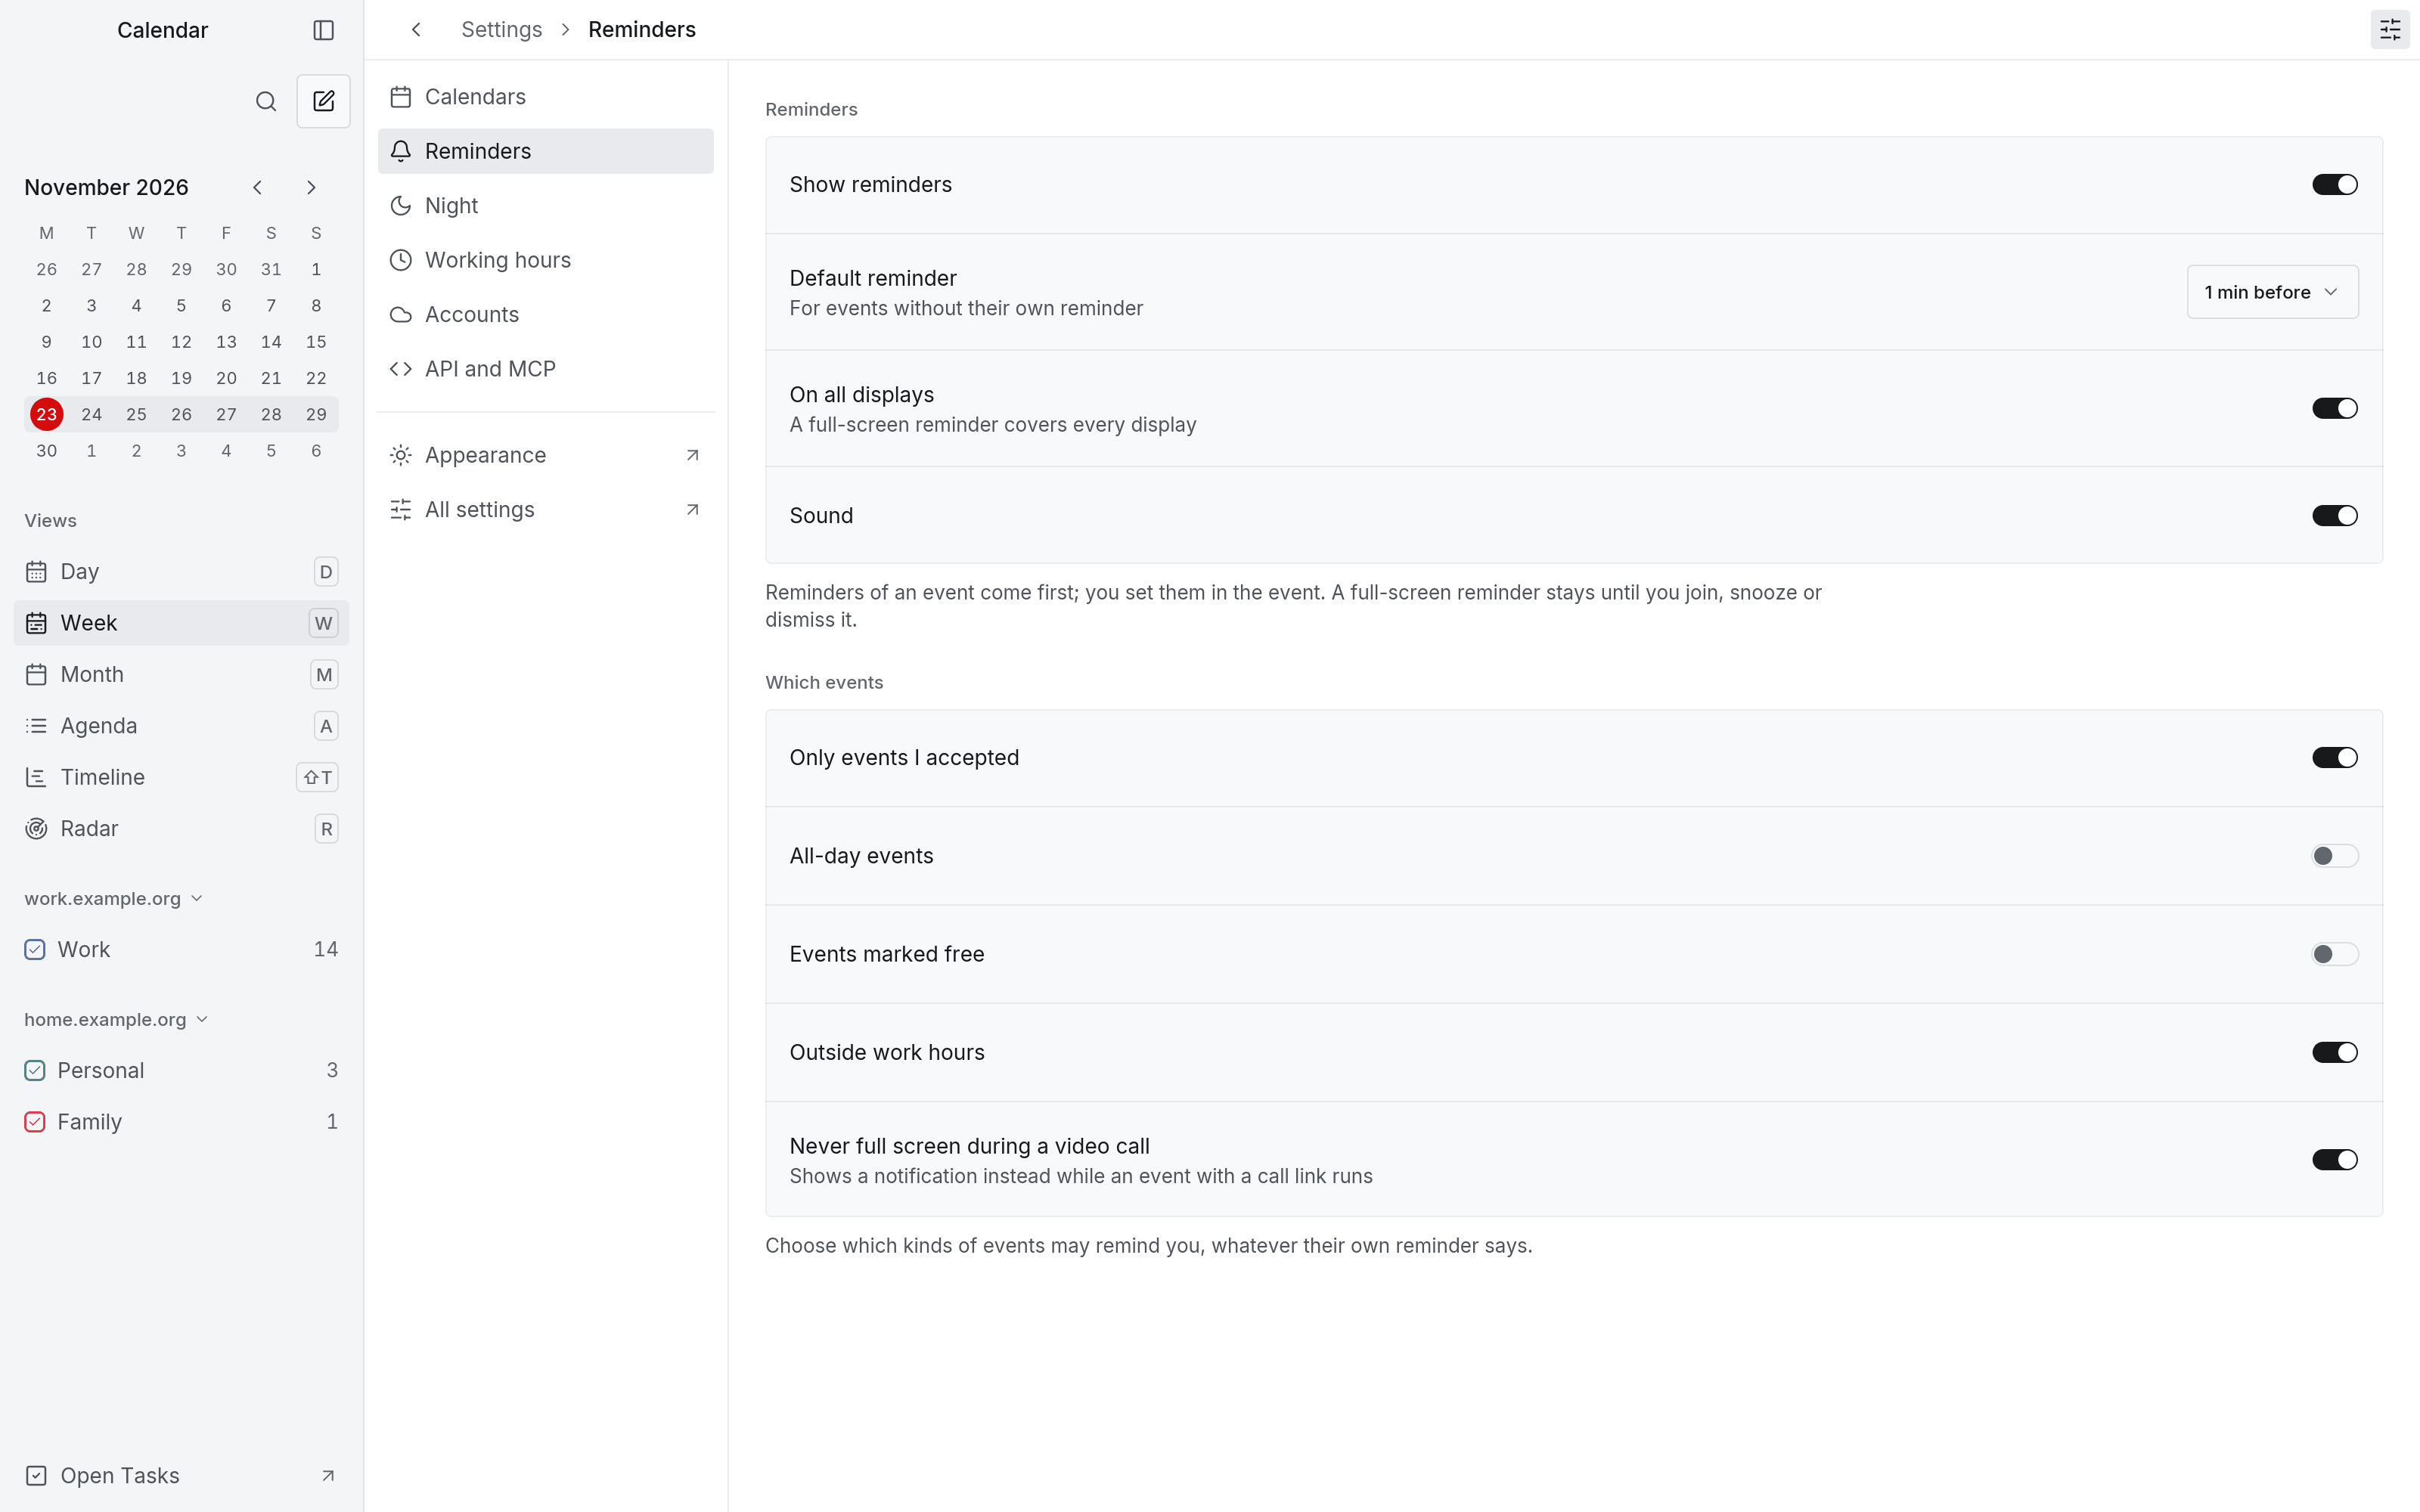 Calendar
Settings
Reminders
November 2026
M T W T F S S
26 27 28 29 30 31 1
2 3 4 5 6 7 8
9 10 11 12 13 14 15
16 17 18 19 20 21 22
23 24 25 26 27 28 29
30 1 2 3 4 5 6
Views
Day D
Week W
Month M
Agenda A
Timeline ⇧T
Radar R
work.example.org
Work 14
home.example.org
Personal 3
Family 1
Open Tasks
Calendars
Reminders
Night
Working hours
Accounts
API and MCP
Appearance
All settings
Reminders
Show reminders
Default reminder
For events without their own reminder
1 min before
On all displays
A full-screen reminder covers every display
Sound
Reminders of an event come first; you set them in the event. A full-screen reminder stays until you join, snooze or
dismiss it.
Which events
Only events I accepted
All-day events
Events marked free
Outside work hours
Never full screen during a video call
Shows a notification instead while an event with a call link runs
Choose which kinds of events may remind you, whatever their own reminder says.